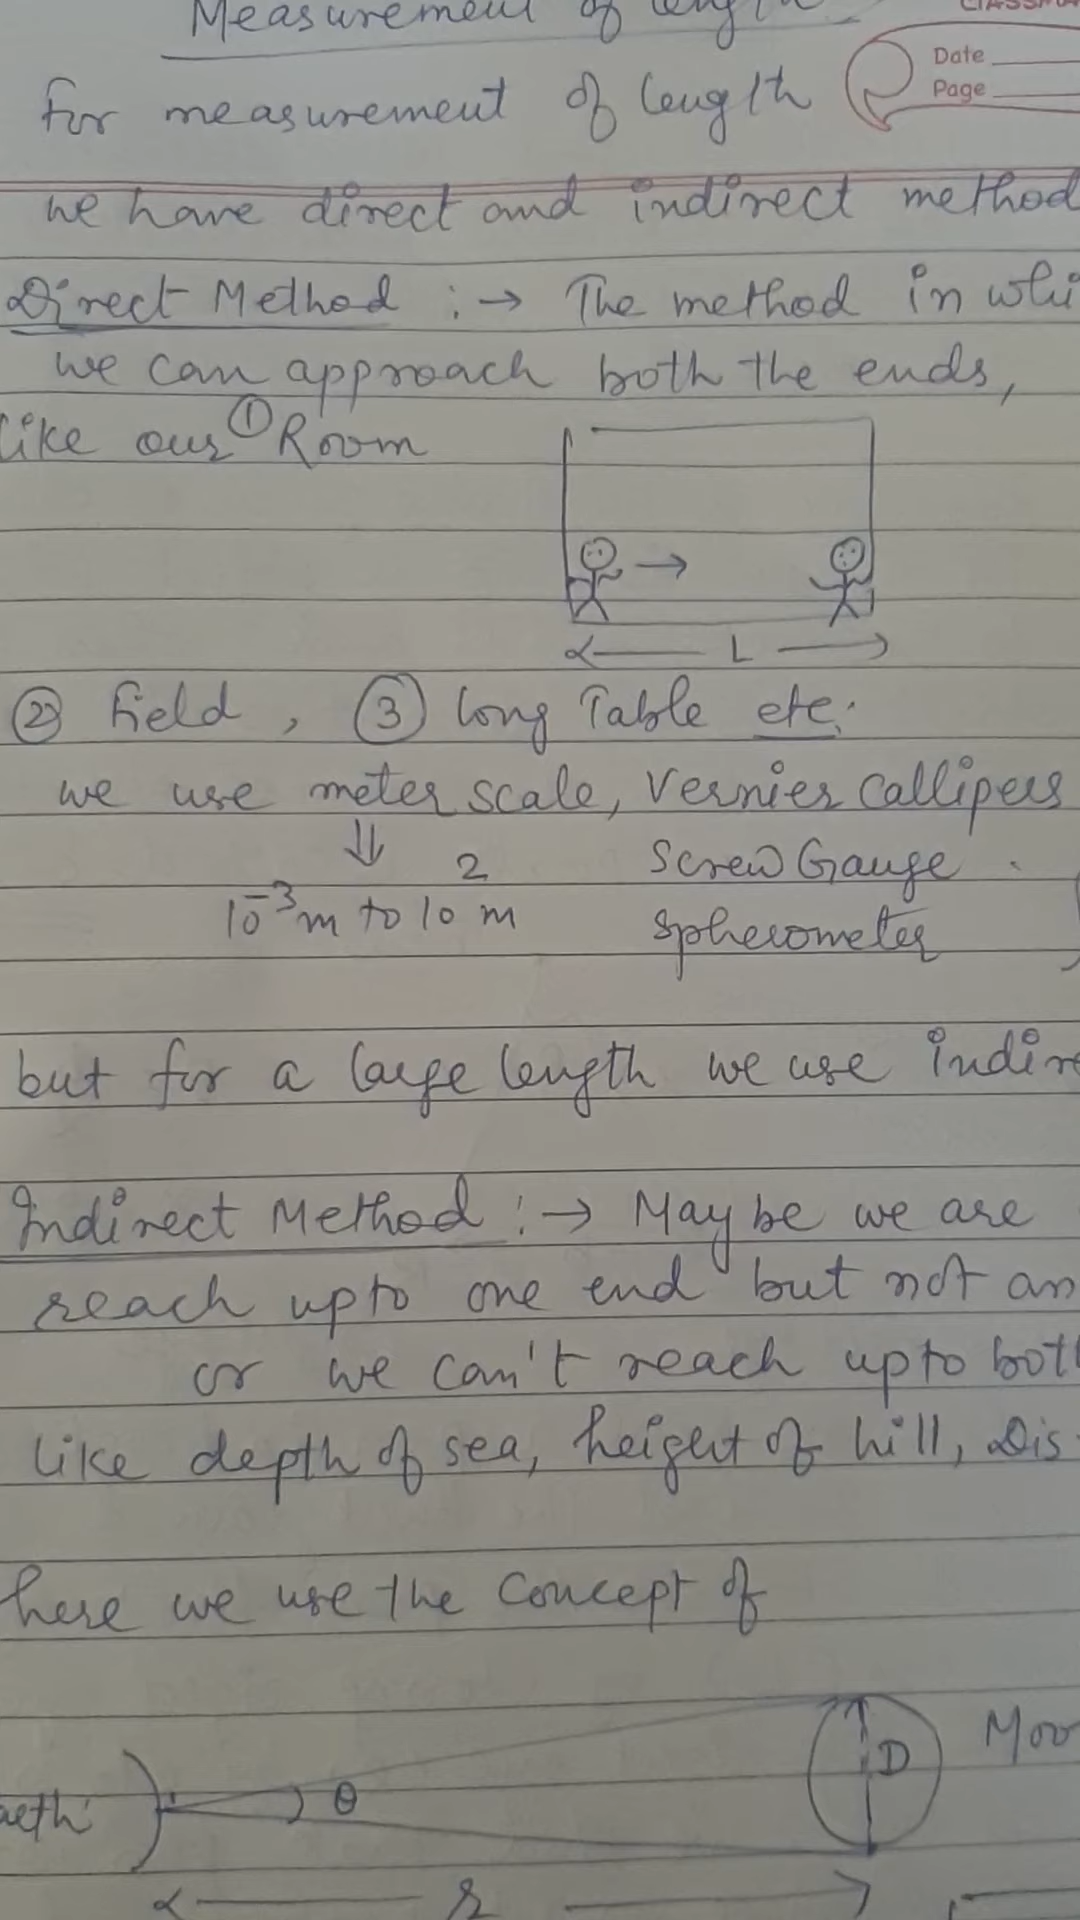 Measurement of length
CLASSMA
Date
Page
For measurement of length
we have direct and indirect method
Direct Method :→ The method in whi
we can approach both the ends,
like our ① Room
L
② field, ③ long Table etc.
we use meter scale, Vernier Callipers
⇓ Screw Gauge
10⁻³m to 10² m Spherometer
but for a large length we use indire
Indirect Method :→ May be we are
reach upto one end but not an
or we can't reach upto bot
like depth of sea, height of hill, Dis
here we use the Concept of
Moo
D
θ
aeth
r